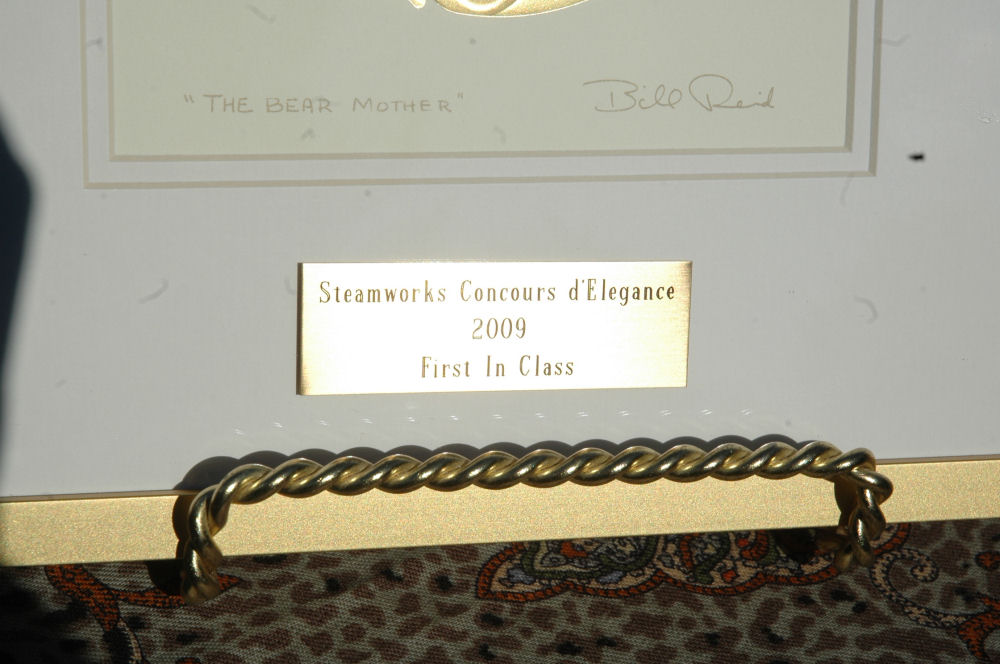 "THE BEAR MOTHER" Bill Reid
Steamworks Concours d'Elegance
2009
First In Class